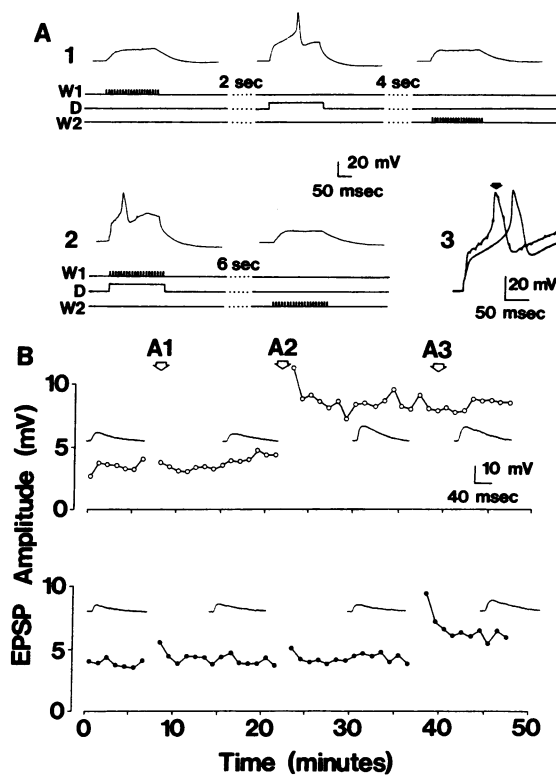 A
1
2 sec
4 sec
W1
D
W2
20 mV
50 msec
2
3
6 sec
W1
D
W2
20 mV
50 msec
B
A1
A2
A3
10
5
0
10 mV
40 msec
EPSP Amplitude (mV)
10
5
0
0
10
20
30
40
50
Time (minutes)